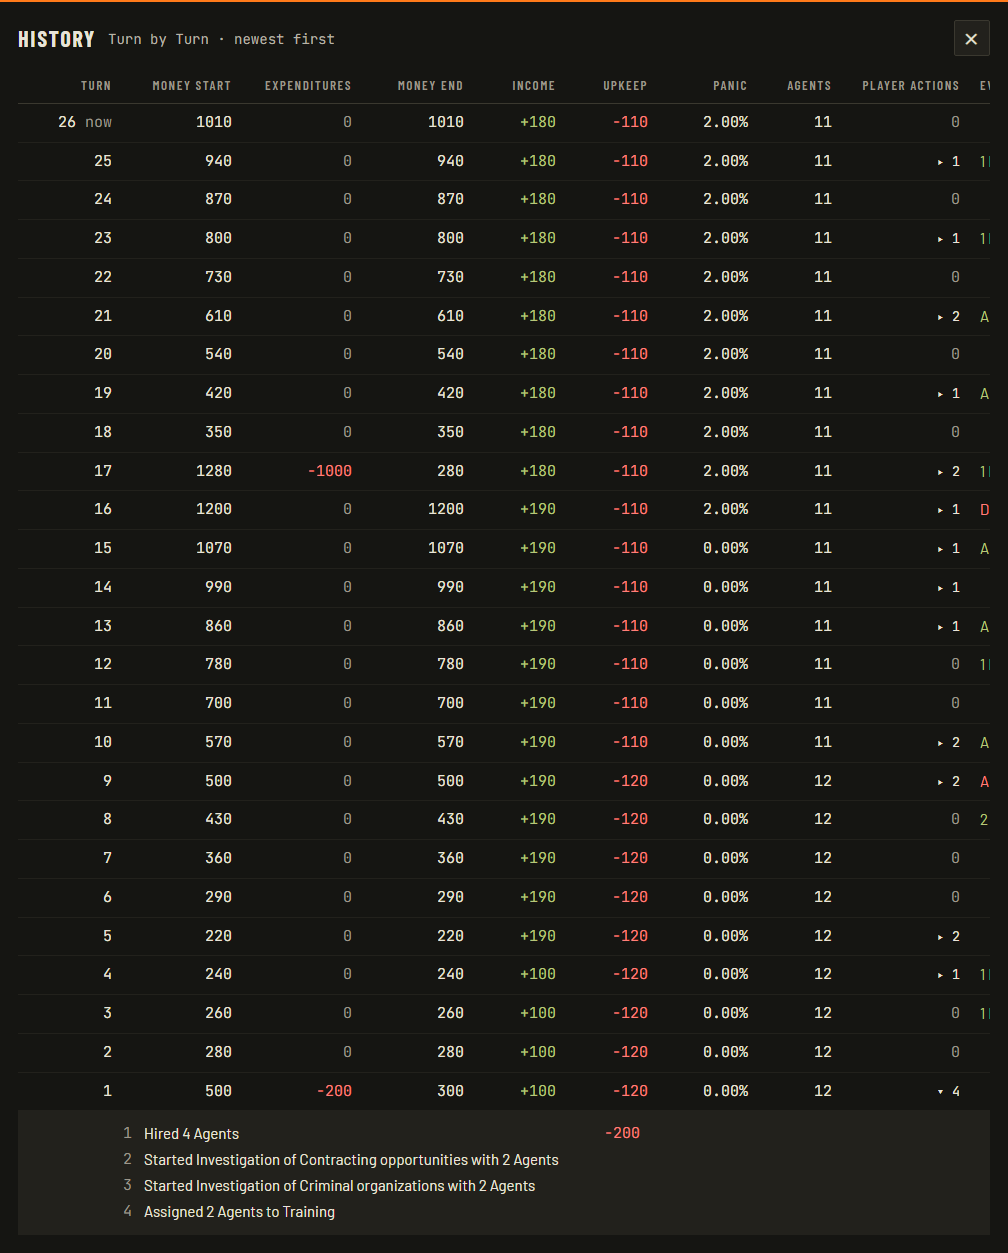 HISTORY Turn by Turn · newest first ✕
TURN MONEY START EXPENDITURES MONEY END INCOME UPKEEP PANIC AGENTS PLAYER ACTIONS
26 now 1010 0 1010 +180 -110 2.00% 11 0
25 940 0 940 +180 -110 2.00% 11 ▸ 1
24 870 0 870 +180 -110 2.00% 11 0
23 800 0 800 +180 -110 2.00% 11 ▸ 1
22 730 0 730 +180 -110 2.00% 11 0
21 610 0 610 +180 -110 2.00% 11 ▸ 2 A
20 540 0 540 +180 -110 2.00% 11 0
19 420 0 420 +180 -110 2.00% 11 ▸ 1 A
18 350 0 350 +180 -110 2.00% 11 0
17 1280 -1000 280 +180 -110 2.00% 11 ▸ 2
16 1200 0 1200 +190 -110 2.00% 11 ▸ 1 D
15 1070 0 1070 +190 -110 0.00% 11 ▸ 1 A
14 990 0 990 +190 -110 0.00% 11 ▸ 1
13 860 0 860 +190 -110 0.00% 11 ▸ 1 A
12 780 0 780 +190 -110 0.00% 11 0
11 700 0 700 +190 -110 0.00% 11 0
10 570 0 570 +190 -110 0.00% 11 ▸ 2 A
9 500 0 500 +190 -120 0.00% 12 ▸ 2 A
8 430 0 430 +190 -120 0.00% 12 0 2
7 360 0 360 +190 -120 0.00% 12 0
6 290 0 290 +190 -120 0.00% 12 0
5 220 0 220 +190 -120 0.00% 12 ▸ 2
4 240 0 240 +100 -120 0.00% 12 ▸ 1
3 260 0 260 +100 -120 0.00% 12 0
2 280 0 280 +100 -120 0.00% 12 0
1 500 -200 300 +100 -120 0.00% 12 ▾ 4
1 Hired 4 Agents -200
2 Started Investigation of Contracting opportunities with 2 Agents
3 Started Investigation of Criminal organizations with 2 Agents
4 Assigned 2 Agents to Training